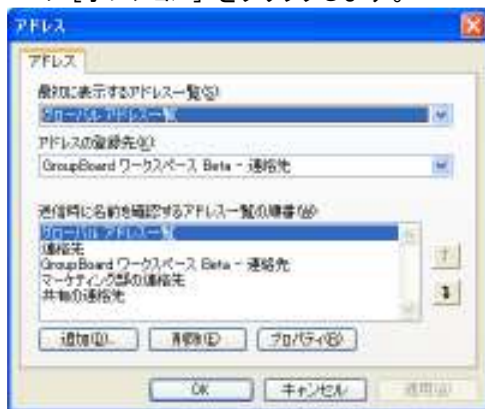 アドレス
アドレス
最初に表示するアドレス一覧(S)
グローバル アドレス一覧
アドレスの登録先(K)
GroupBoard ワークスペース Beta - 連絡先
送信時に名前を確認するアドレス一覧の順番(W)
グローバル アドレス一覧
連絡先
GroupBoard ワークスペース Beta - 連絡先
マーケティング部の連絡先
共有の連絡先
追加(D)... 削除(E) プロパティ(R)
OK キャンセル 適用(A)